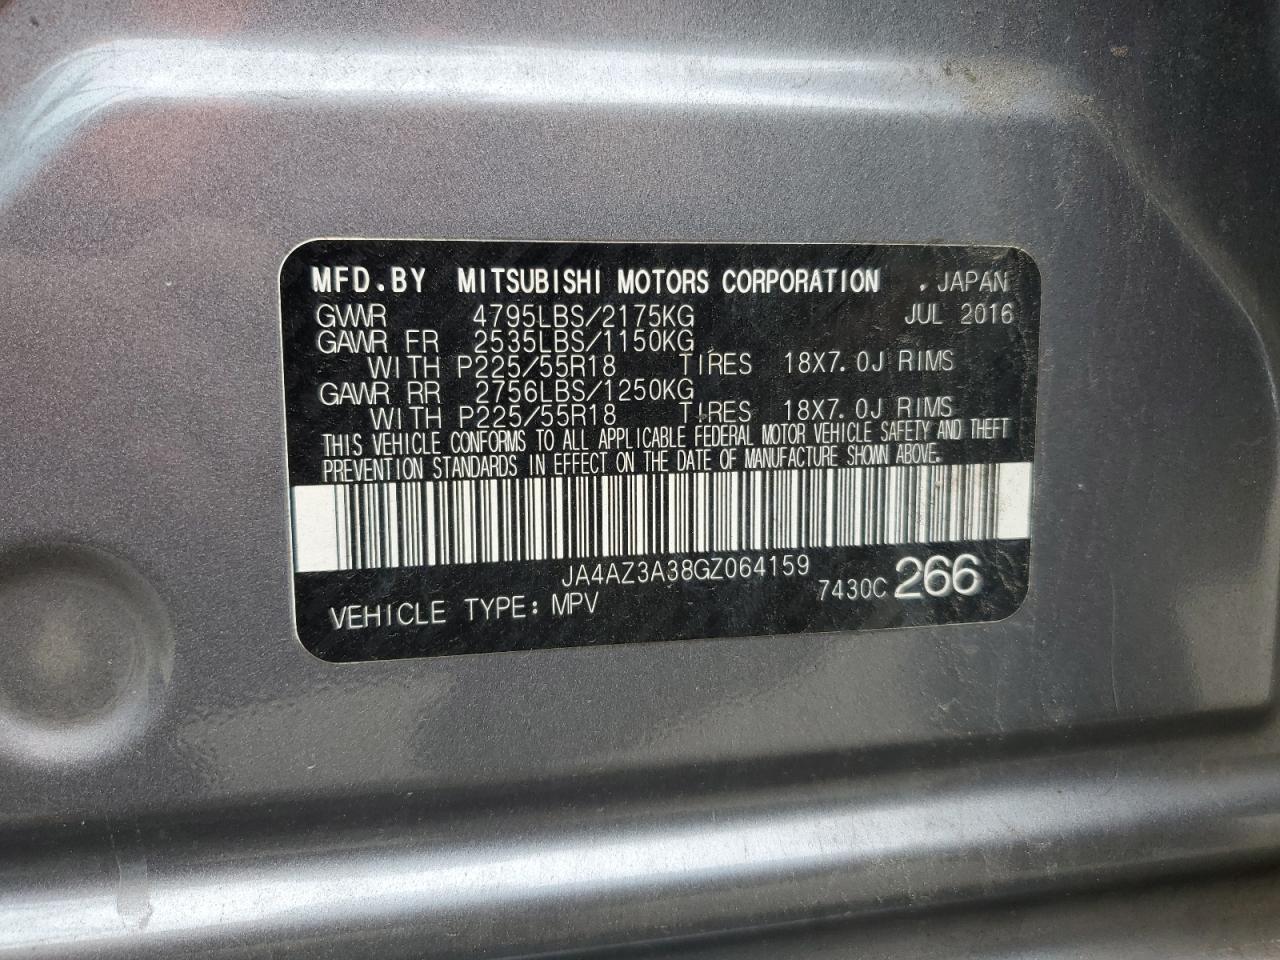 MFD.BY MITSUBISHI MOTORS CORPORATION . JAPAN
GVWR 4795LBS/2175KG JUL 2016
GAWR FR 2535LBS/1150KG
WITH P225/55R18 TIRES 18X7.0J RIMS
GAWR RR 2756LBS/1250KG
WITH P225/55R18 TIRES 18X7.0J RIMS
THIS VEHICLE CONFORMS TO ALL APPLICABLE FEDERAL MOTOR VEHICLE SAFETY AND THEFT
PREVENTION STANDARDS IN EFFECT ON THE DATE OF MANUFACTURE SHOWN ABOVE.
JA4AZ3A38GZ064159
7430C 266
VEHICLE TYPE: MPV